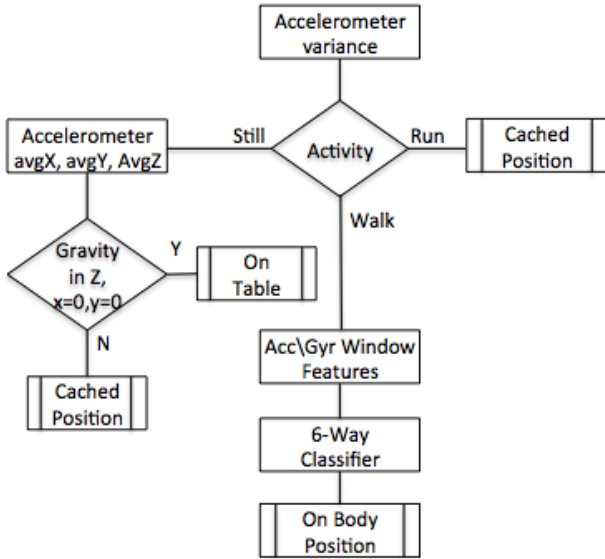 Accelerometer
variance
Accelerometer
avgX, avgY, AvgZ
Still
Activity
Run
Cached
Position
Walk
Gravity
in Z,
x=0,y=0
Y
On
Table
N
Cached
Position
Acc\Gyr Window
Features
6-Way
Classifier
On Body
Position